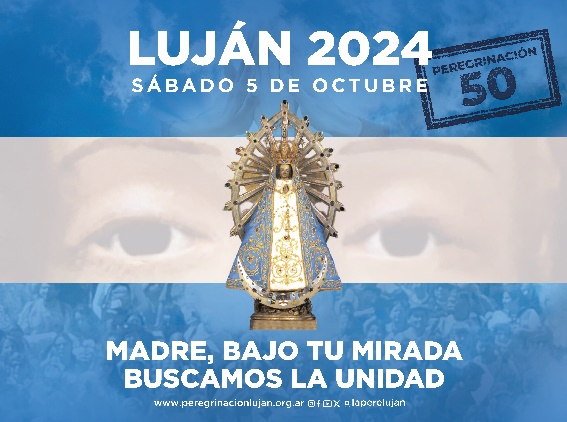 LUJÁN 2024
SÁBADO 5 DE OCTUBRE
PEREGRINACIÓN
50
MADRE, BAJO TU MIRADA
BUSCAMOS LA UNIDAD
www.peregrinacionlujan.org.ar @laperelujan